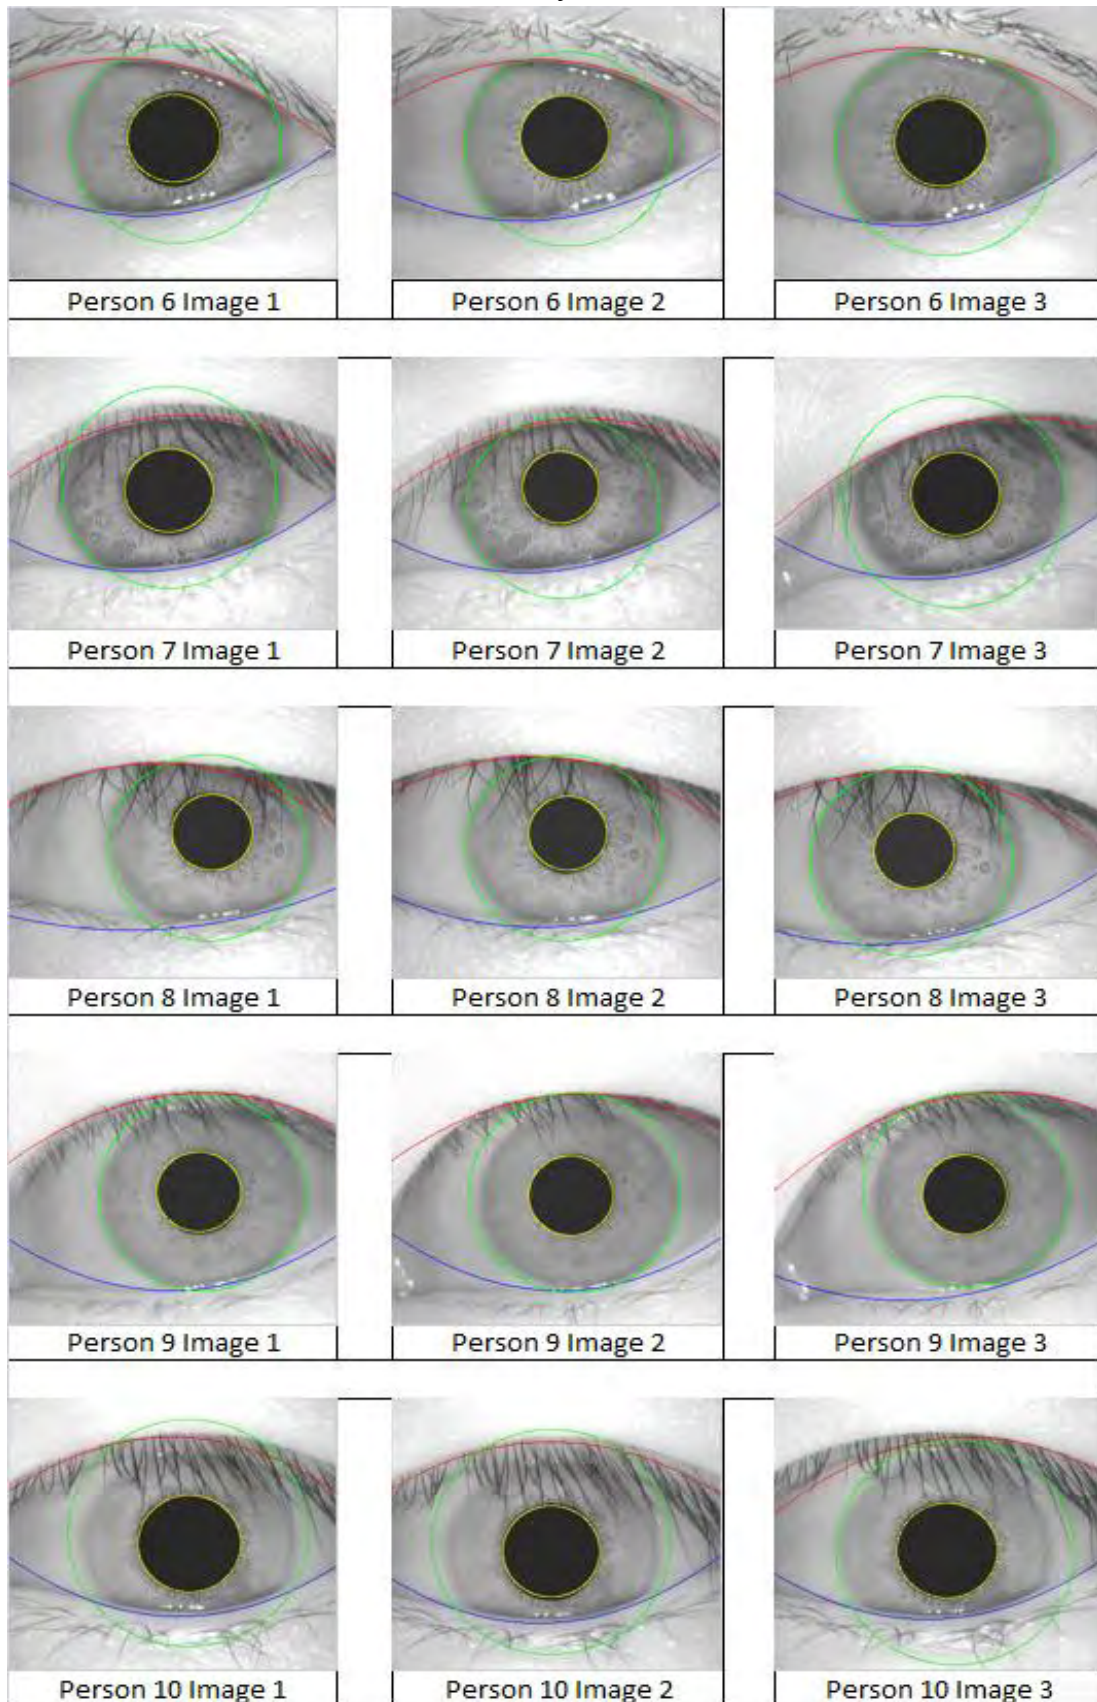 Person 6 Image 1
Person 6 Image 2
Person 6 Image 3
Person 7 Image 1
Person 7 Image 2
Person 7 Image 3
Person 8 Image 1
Person 8 Image 2
Person 8 Image 3
Person 9 Image 1
Person 9 Image 2
Person 9 Image 3
Person 10 Image 1
Person 10 Image 2
Person 10 Image 3